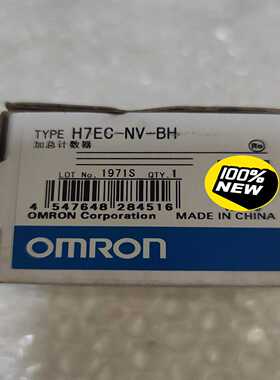 TYPE H7EC-NV-BH
加总计数器
100%
NEW
LOT No. 1971S QTY. 1
OMRON Corporation MADE IN CHINA
4 547648 284516
OMRON